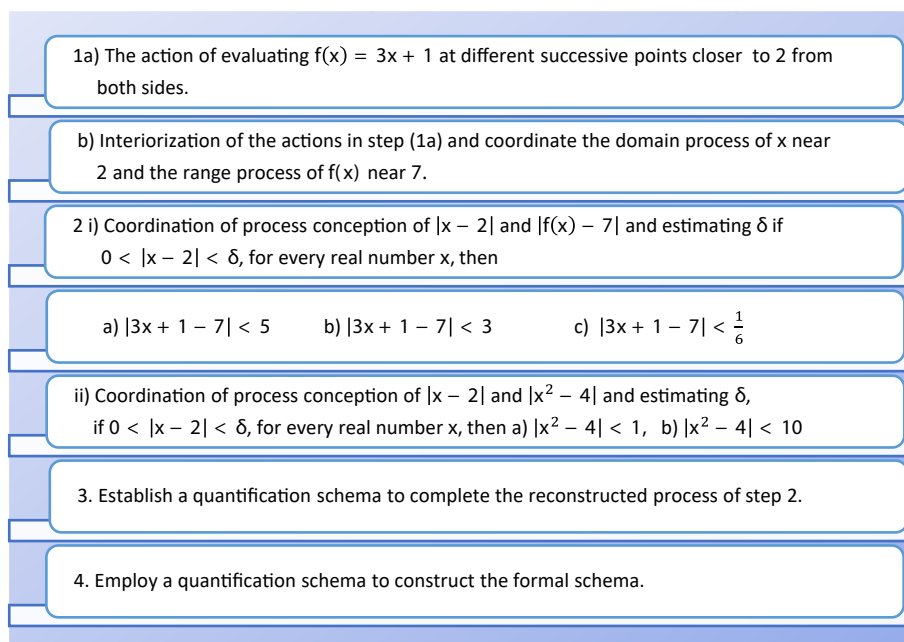 1a) The action of evaluating f(x) = 3x + 1 at different successive points closer to 2 from
both sides.
b) Interiorization of the actions in step (1a) and coordinate the domain process of x near
2 and the range process of f(x) near 7.
2 i) Coordination of process conception of |x − 2| and |f(x) − 7| and estimating δ if
0 < |x − 2| < δ, for every real number x, then
a) |3x + 1 − 7| < 5 b) |3x + 1 − 7| < 3 c) |3x + 1 − 7| < 1/6
ii) Coordination of process conception of |x − 2| and |x² − 4| and estimating δ,
if 0 < |x − 2| < δ, for every real number x, then a) |x² − 4| < 1, b) |x² − 4| < 10
3. Establish a quantification schema to complete the reconstructed process of step 2.
4. Employ a quantification schema to construct the formal schema.